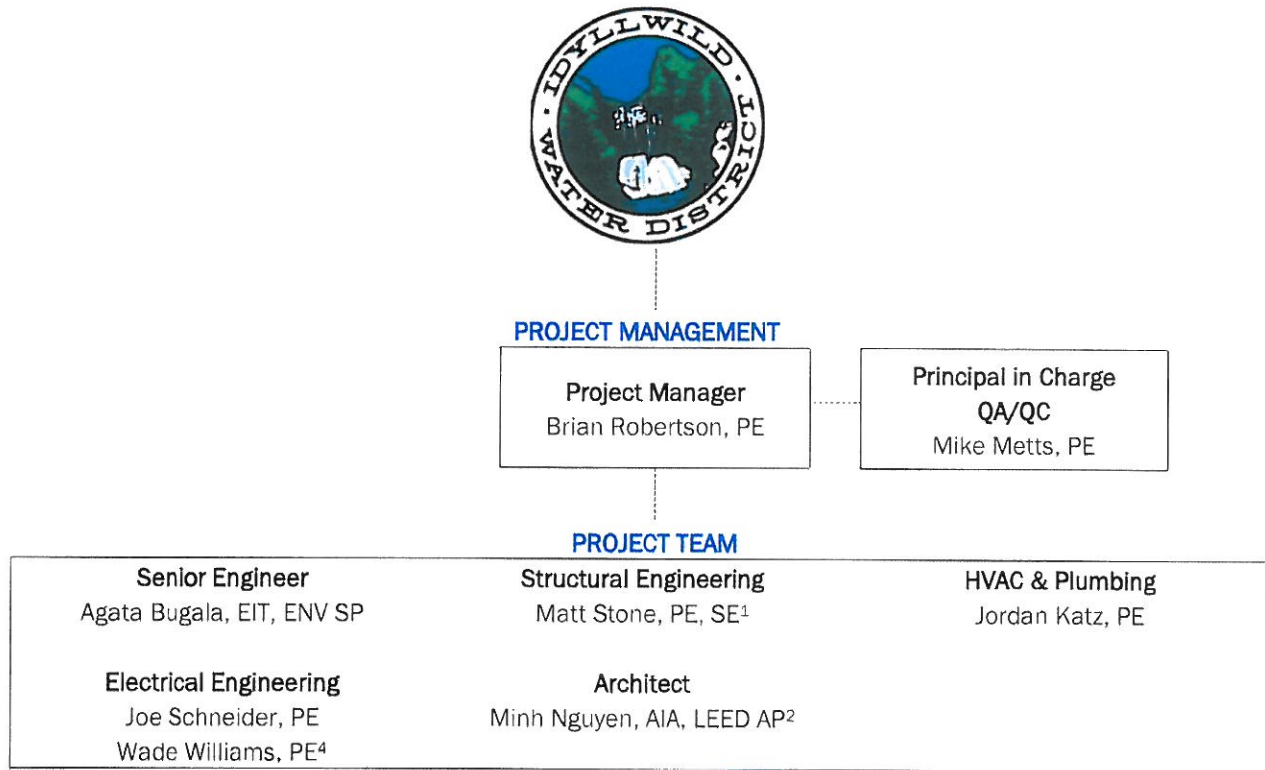 · IDYLLWILD ·
WATER DISTRICT
PROJECT MANAGEMENT
Project Manager
Brian Robertson, PE
Principal in Charge
QA/QC
Mike Metts, PE
PROJECT TEAM
Senior Engineer
Agata Bugala, EIT, ENV SP
Structural Engineering
Matt Stone, PE, SE¹
HVAC & Plumbing
Jordan Katz, PE
Electrical Engineering
Joe Schneider, PE
Wade Williams, PE⁴
Architect
Minh Nguyen, AIA, LEED AP²